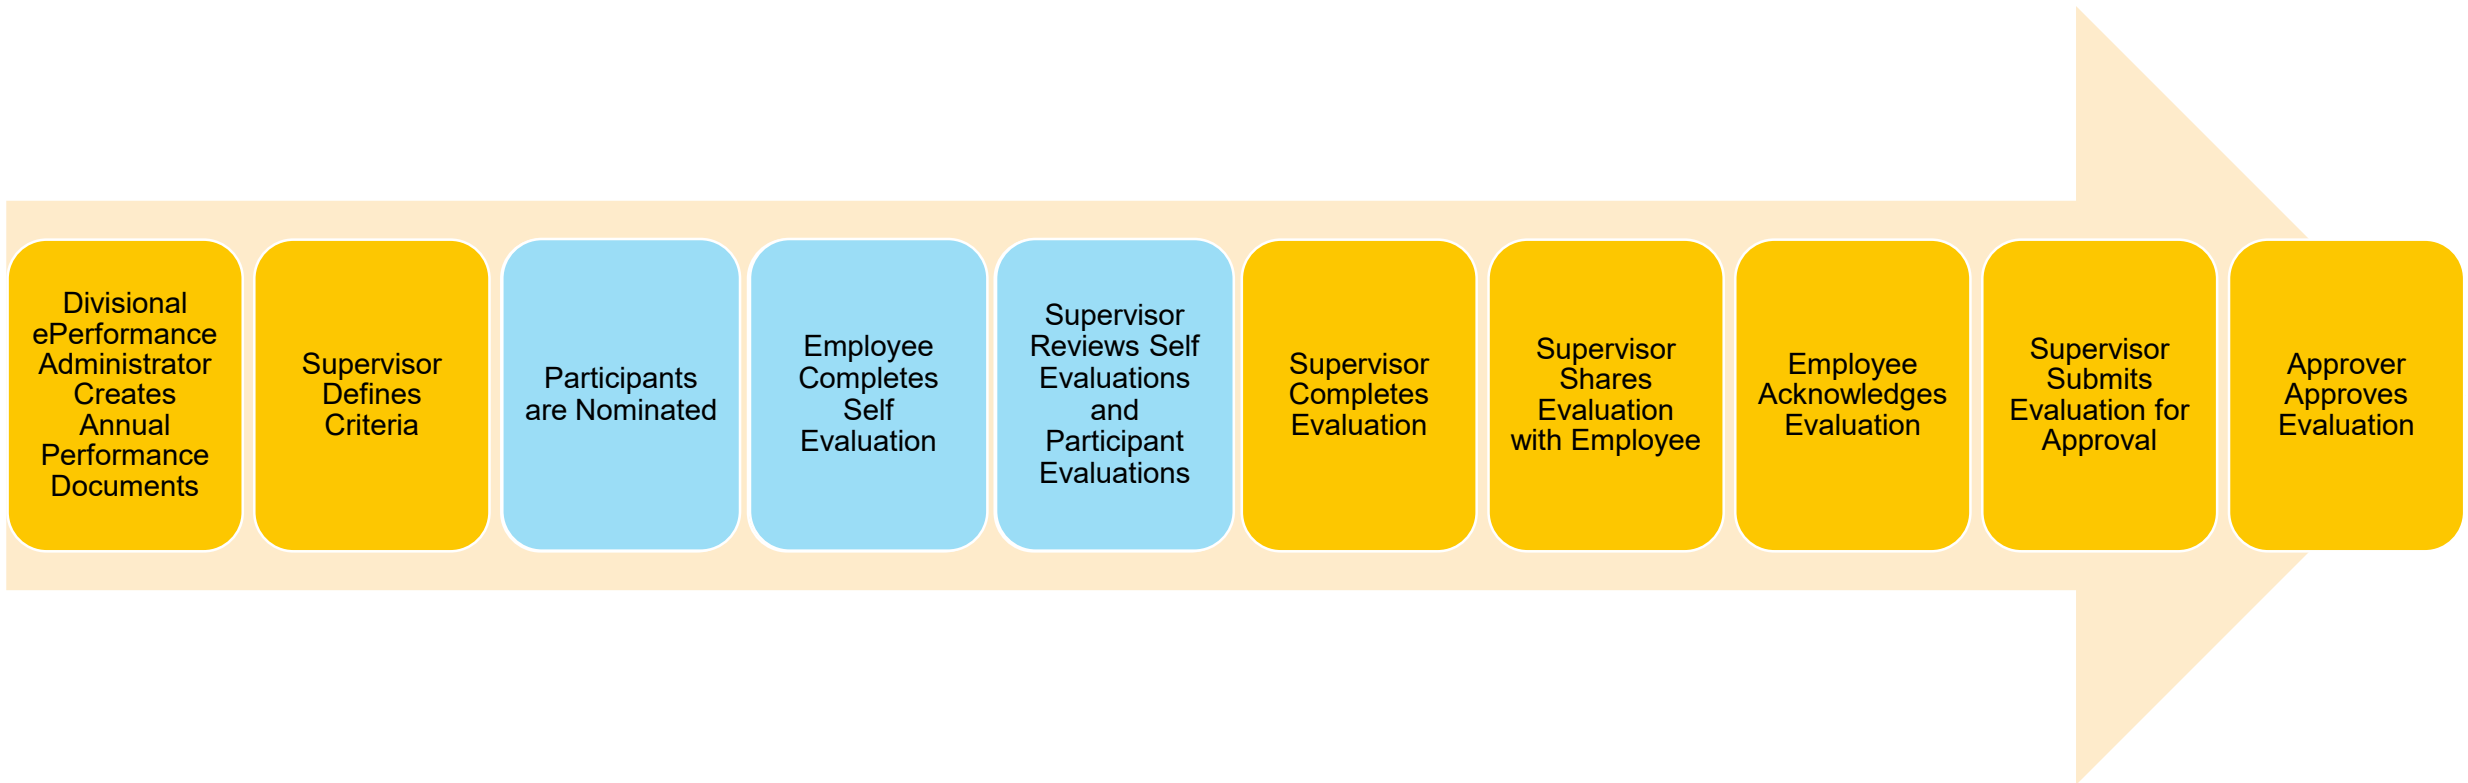 Divisional
ePerformance
Administrator
Creates
Annual
Performance
Documents
Supervisor
Defines
Criteria
Participants
are Nominated
Employee
Completes
Self
Evaluation
Supervisor
Reviews Self
Evaluations
and
Participant
Evaluations
Supervisor
Completes
Evaluation
Supervisor
Shares
Evaluation
with Employee
Employee
Acknowledges
Evaluation
Supervisor
Submits
Evaluation for
Approval
Approver
Approves
Evaluation